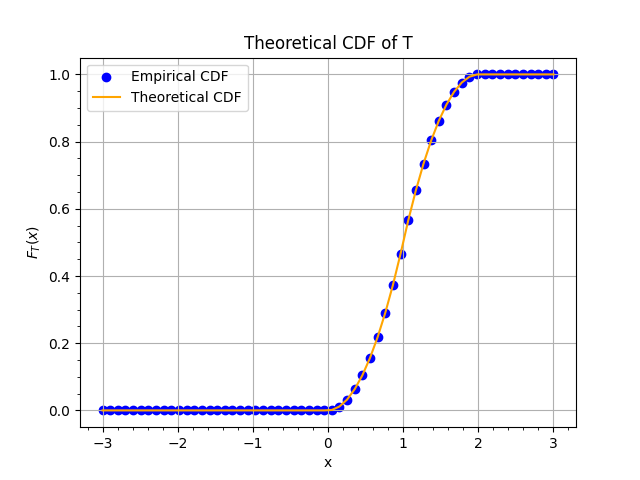 Theoretical CDF of T
Empirical CDF
Theoretical CDF
1.0
0.8
0.6
0.4
0.2
0.0
F_T(x)
−3 −2 −1 0 1 2 3
x